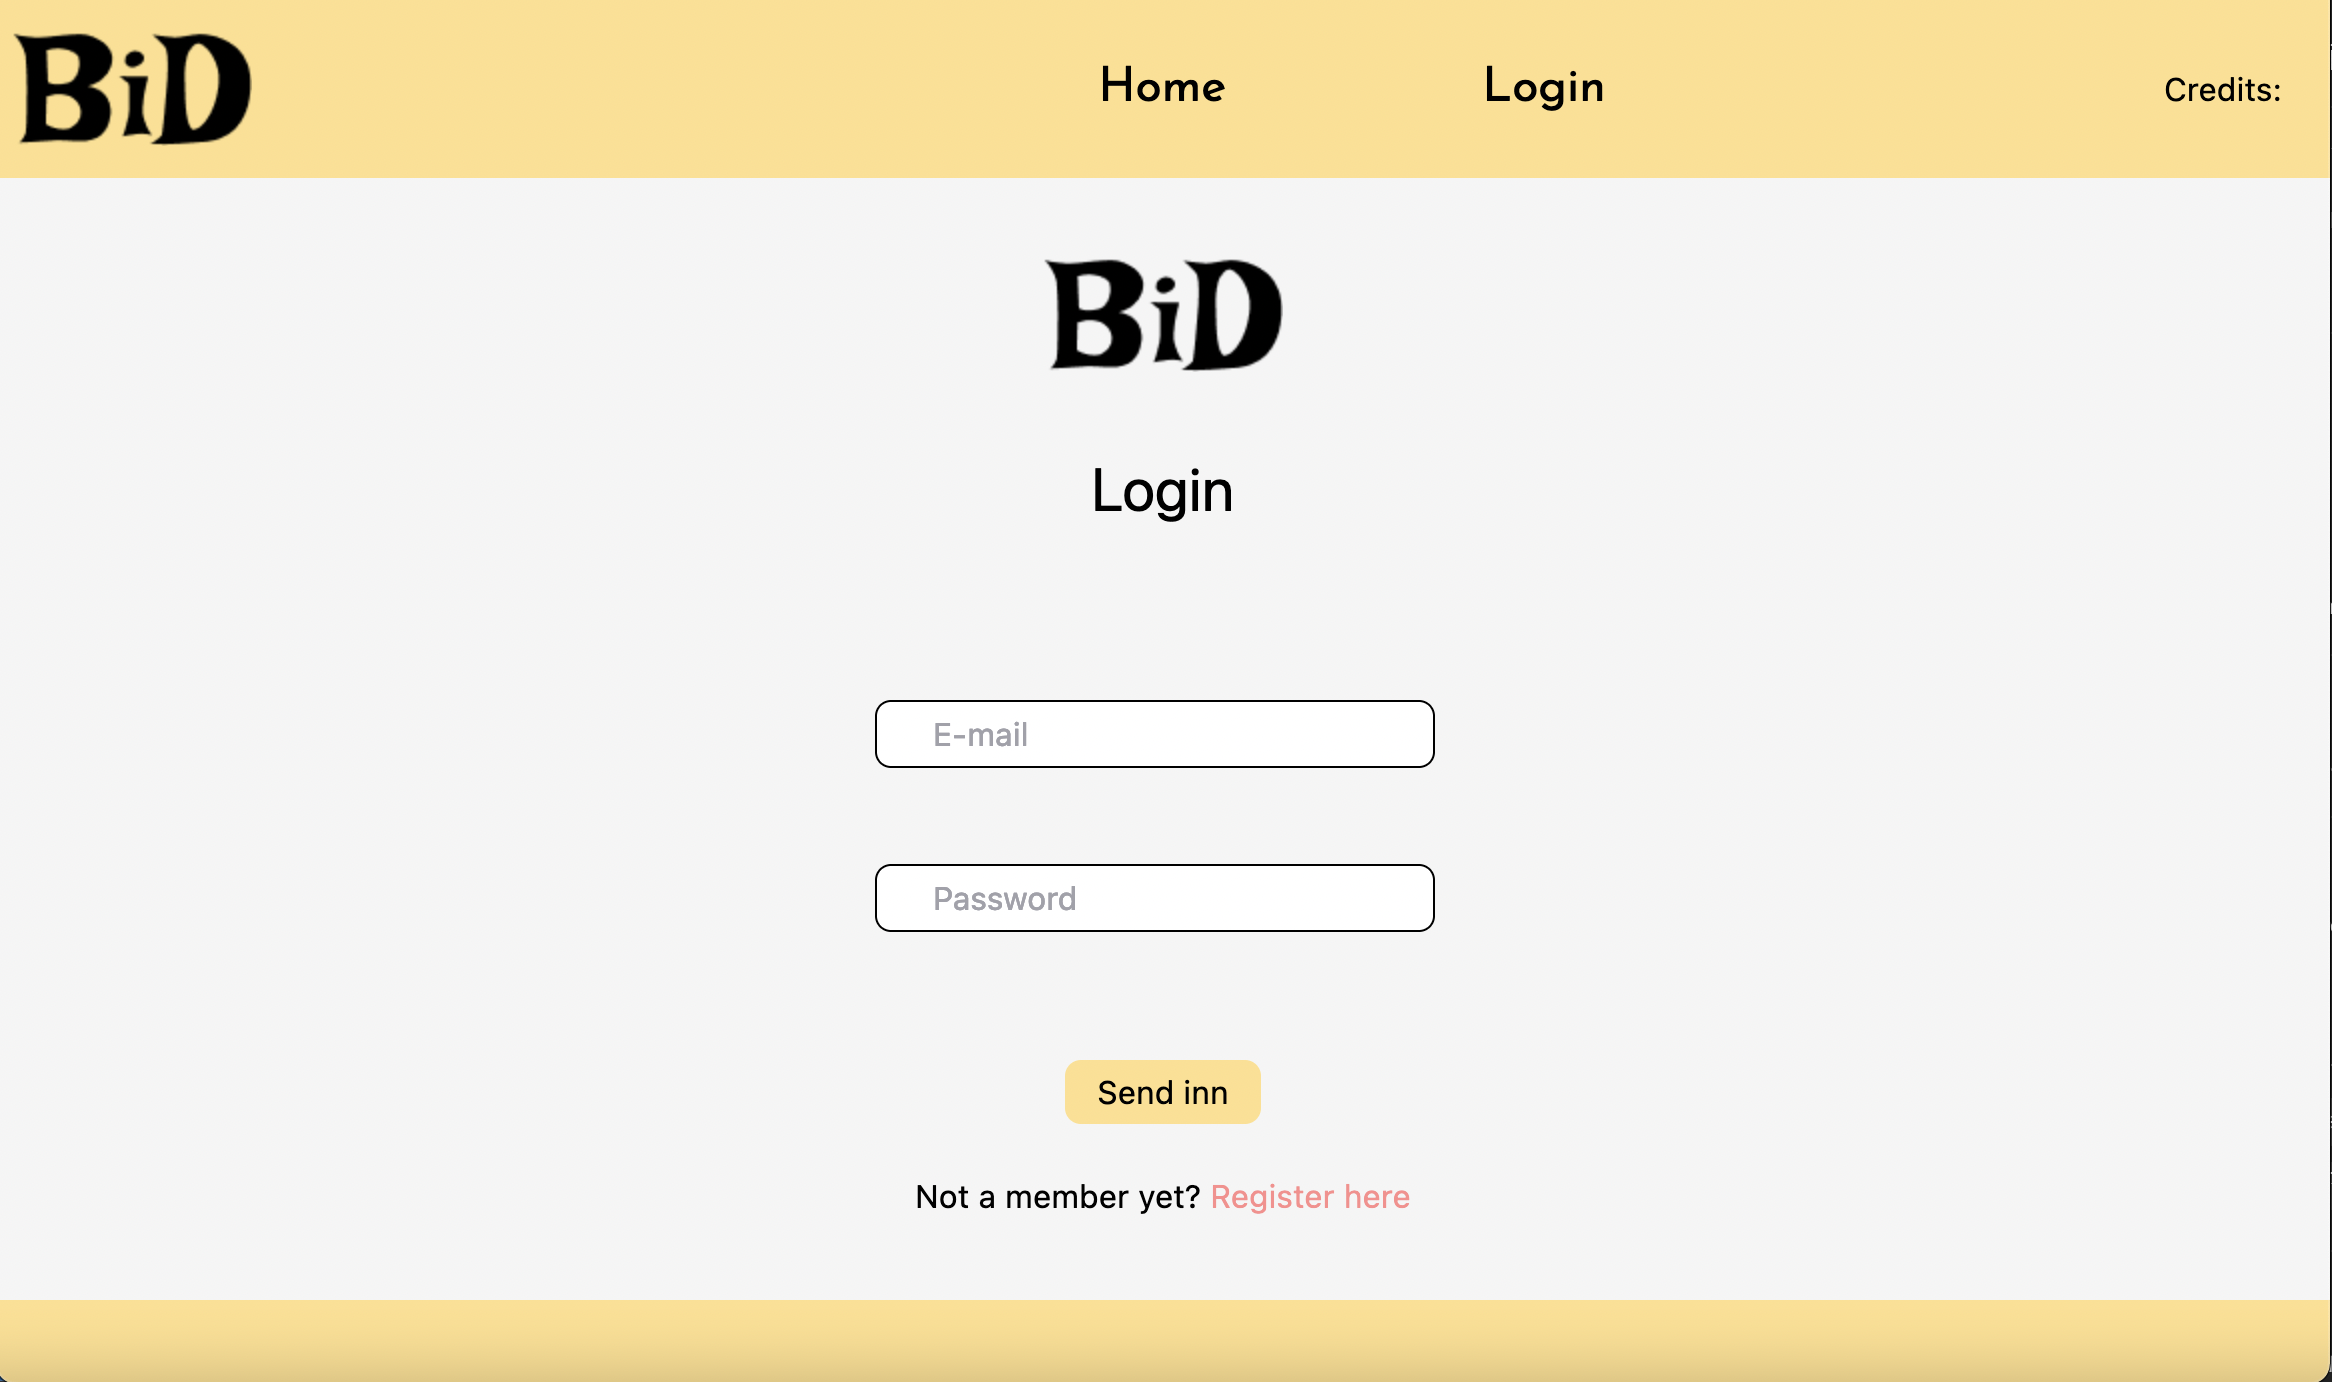 BiD
Home
Login
Credits:
BiD
Login
E-mail
Password
Send inn
Not a member yet? Register here